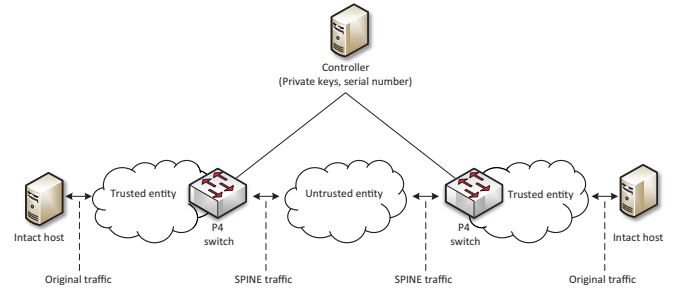 Controller
(Private keys, serial number)
Trusted entity
Untrusted entity
Trusted entity
Intact host
P4
switch
P4
switch
Intact host
Original traffic
SPINE traffic
SPINE traffic
Original traffic